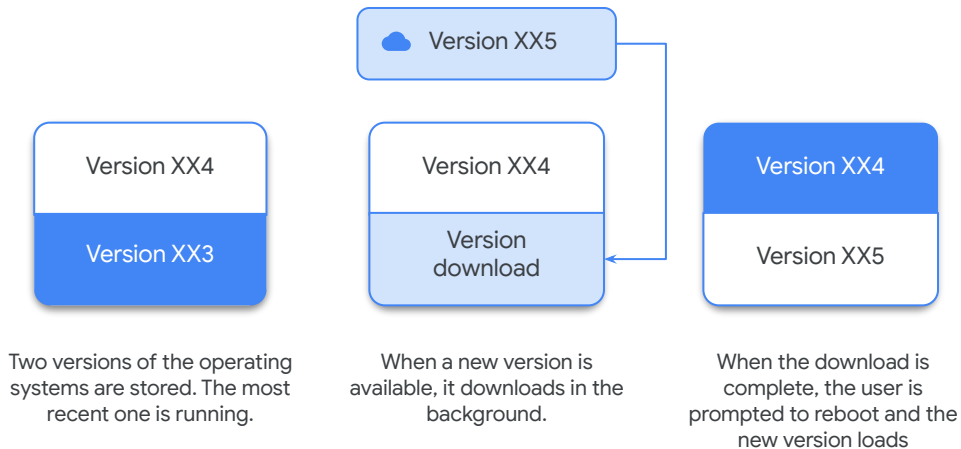 Version XX5
Version XX4
Version XX3
Two versions of the operating
systems are stored. The most
recent one is running.
Version XX4
Version
download
When a new version is
available, it downloads in the
background.
Version XX4
Version XX5
When the download is
complete, the user is
prompted to reboot and the
new version loads